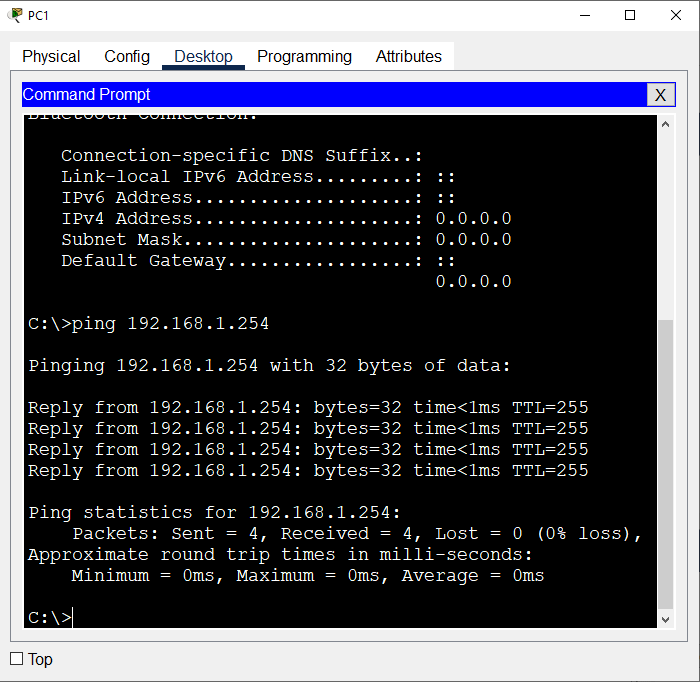 PC1
Physical Config Desktop Programming Attributes
Command Prompt X
Bluetooth Connection:
Connection-specific DNS Suffix..:
Link-local IPv6 Address.........: ::
IPv6 Address....................: ::
IPv4 Address....................: 0.0.0.0
Subnet Mask.....................: 0.0.0.0
Default Gateway.................: ::
0.0.0.0
C:\>ping 192.168.1.254
Pinging 192.168.1.254 with 32 bytes of data:
Reply from 192.168.1.254: bytes=32 time<1ms TTL=255
Reply from 192.168.1.254: bytes=32 time<1ms TTL=255
Reply from 192.168.1.254: bytes=32 time<1ms TTL=255
Reply from 192.168.1.254: bytes=32 time<1ms TTL=255
Ping statistics for 192.168.1.254:
Packets: Sent = 4, Received = 4, Lost = 0 (0% loss),
Approximate round trip times in milli-seconds:
Minimum = 0ms, Maximum = 0ms, Average = 0ms
C:\>
Top